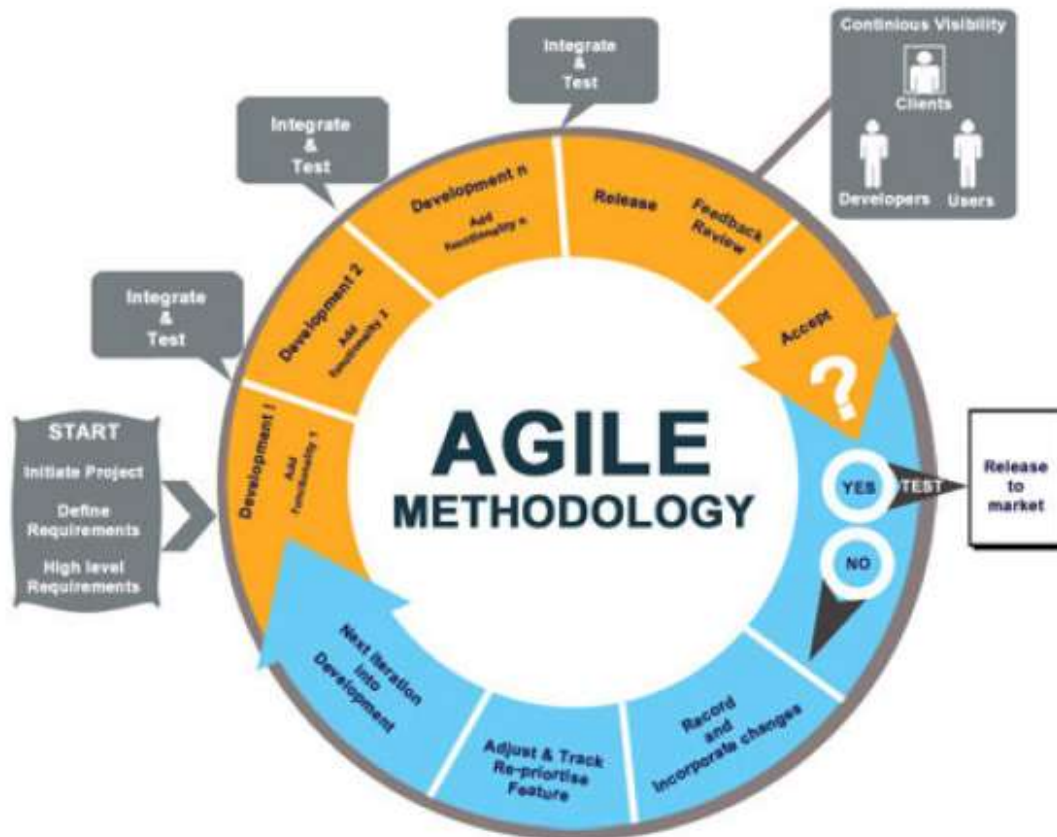 START
Initiate Project
Define
Requirements
High level
Requirements
Development 1
Add
functionality 1
Integrate
&
Test
Development 2
Add
functionality 2
Integrate
&
Test
Development n
Add
functionality n
Integrate
&
Test
Release
Feedback
Review
Continious Visibility
Clients
Developers
Users
Accept
?
YES
TEST
Release
to
market
NO
Record
and
Incorporate changes
Adjust & Track
Re-priortise
Feature
Next iteration
into
Development
AGILE
METHODOLOGY